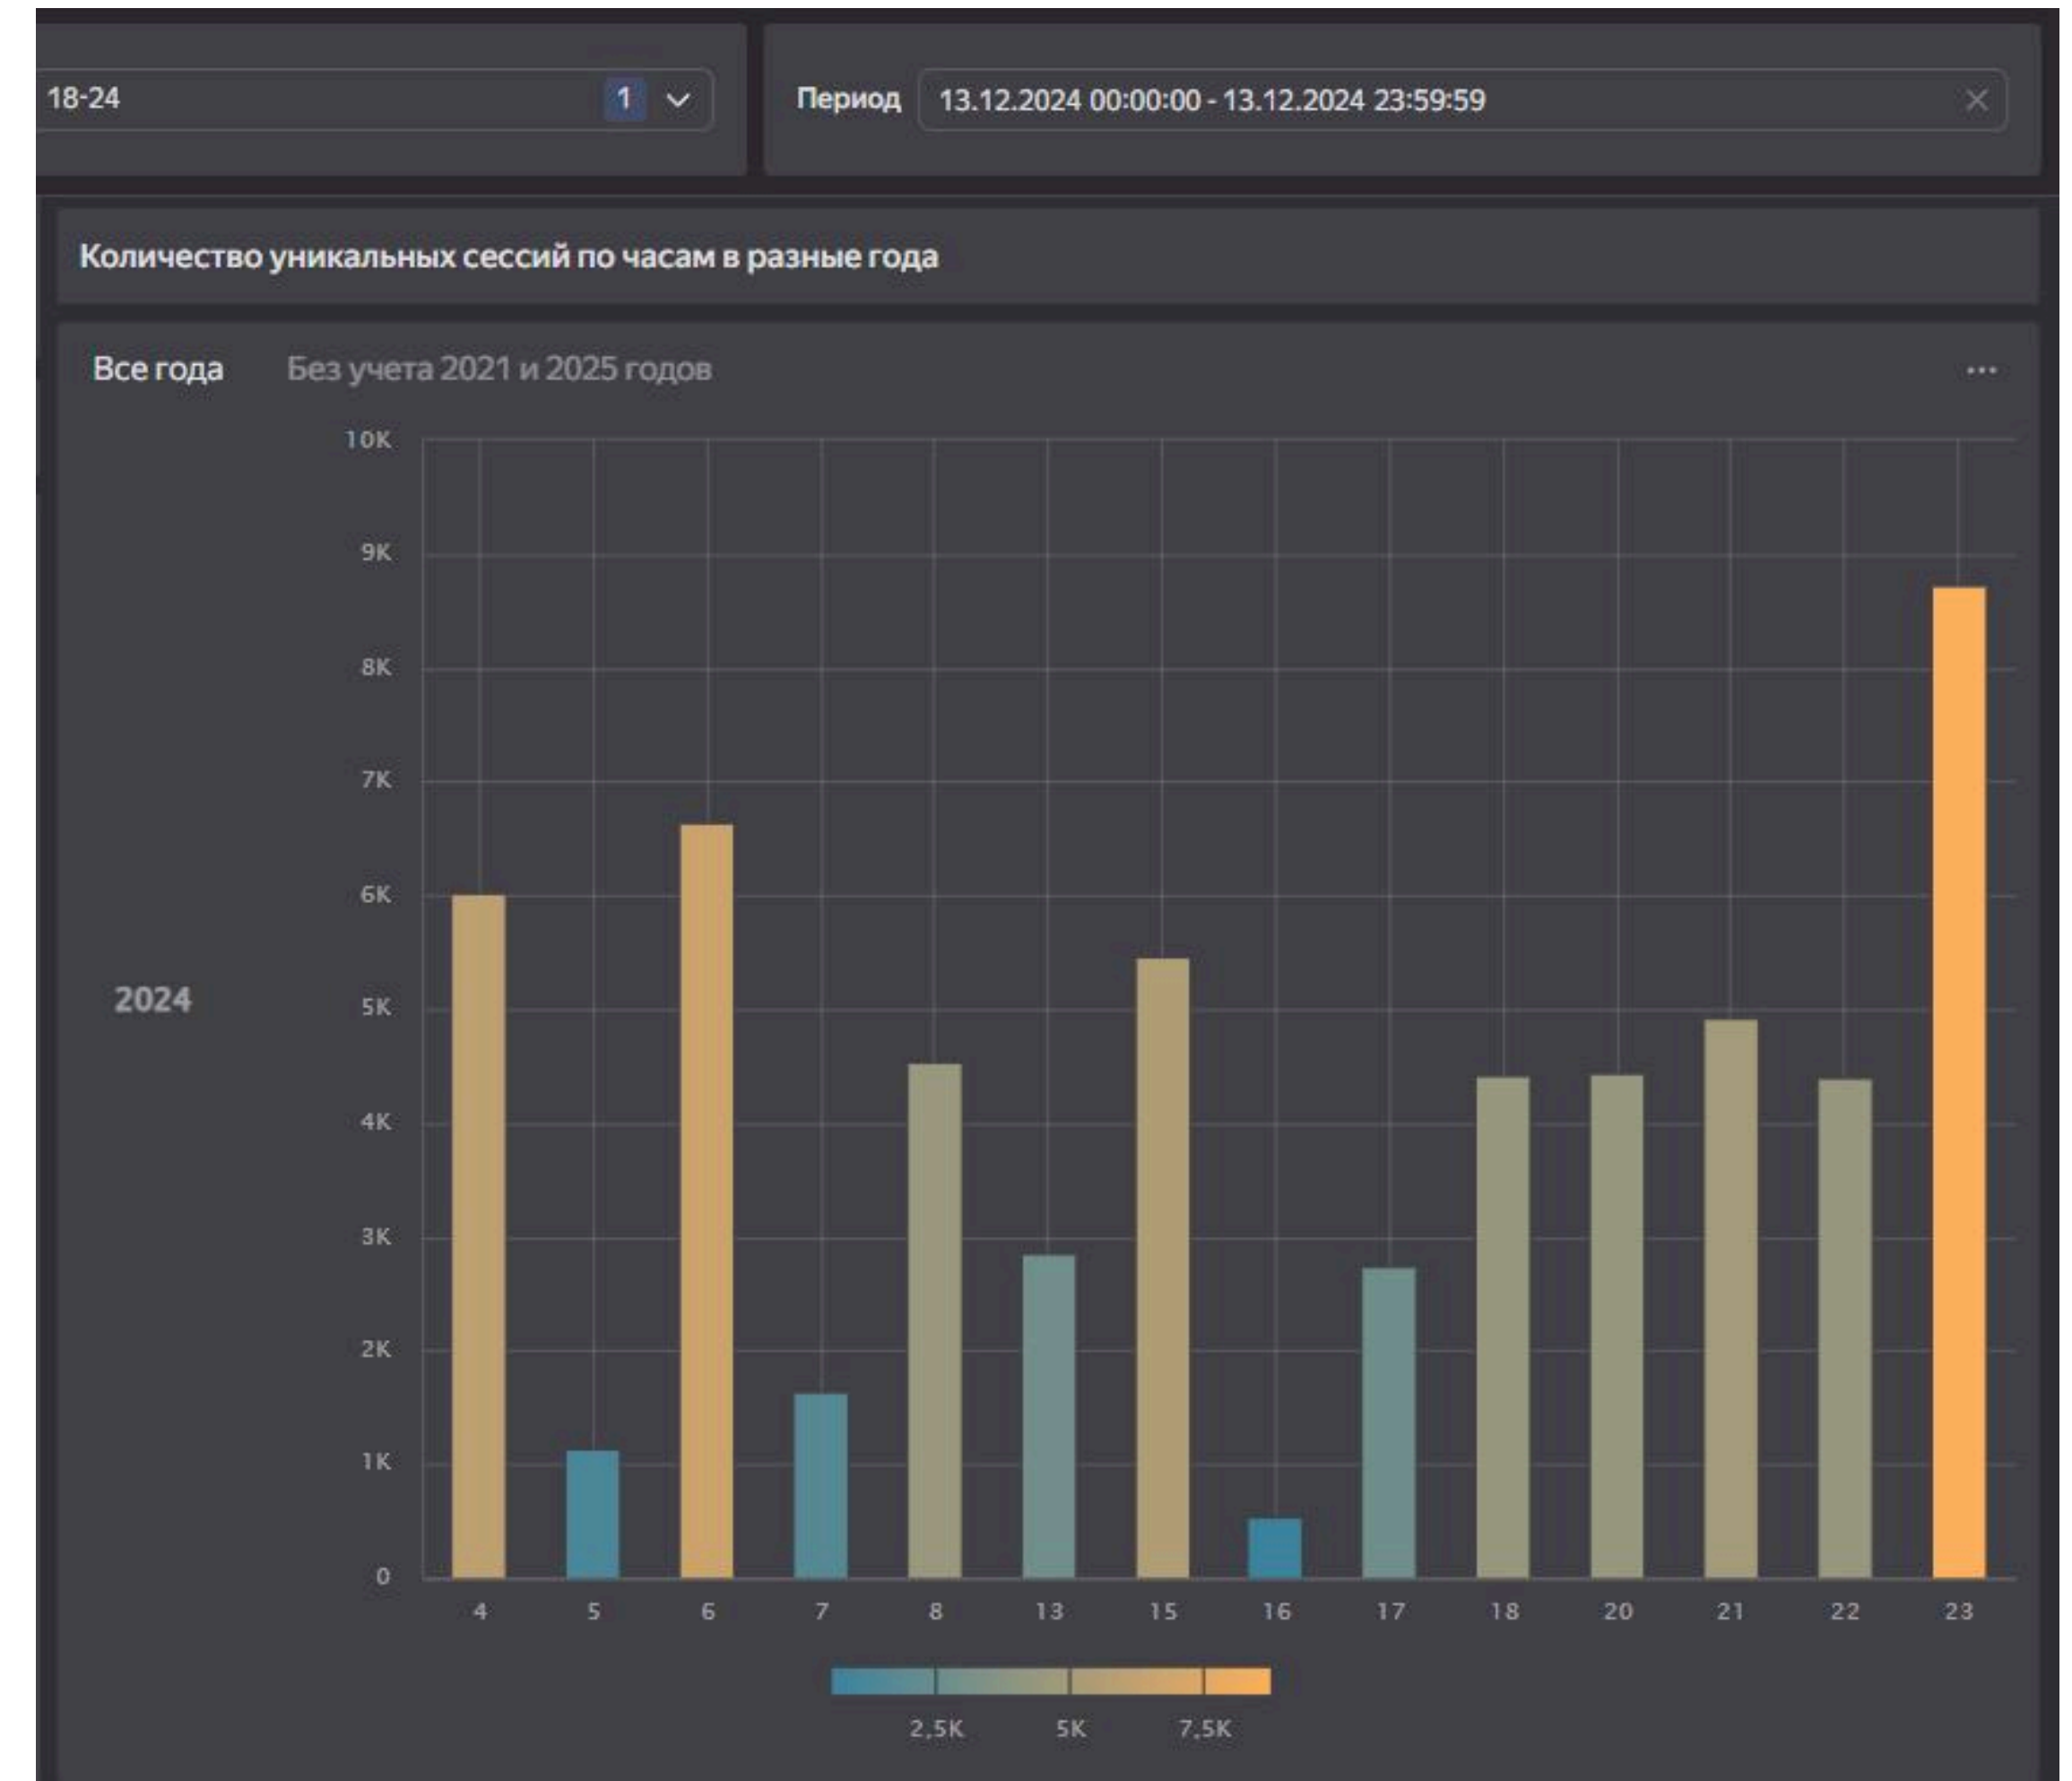 18-24 1 Период 13.12.2024 00:00:00 - 13.12.2024 23:59:59
Количество уникальных сессий по часам в разные года
Все года Без учета 2021 и 2025 годов
10K
9K
8K
7K
6K
2024
5K
4K
3K
2K
1K
0
4 5 6 7 8 13 15 16 17 18 20 21 22 23
2,5K 5K 7,5K